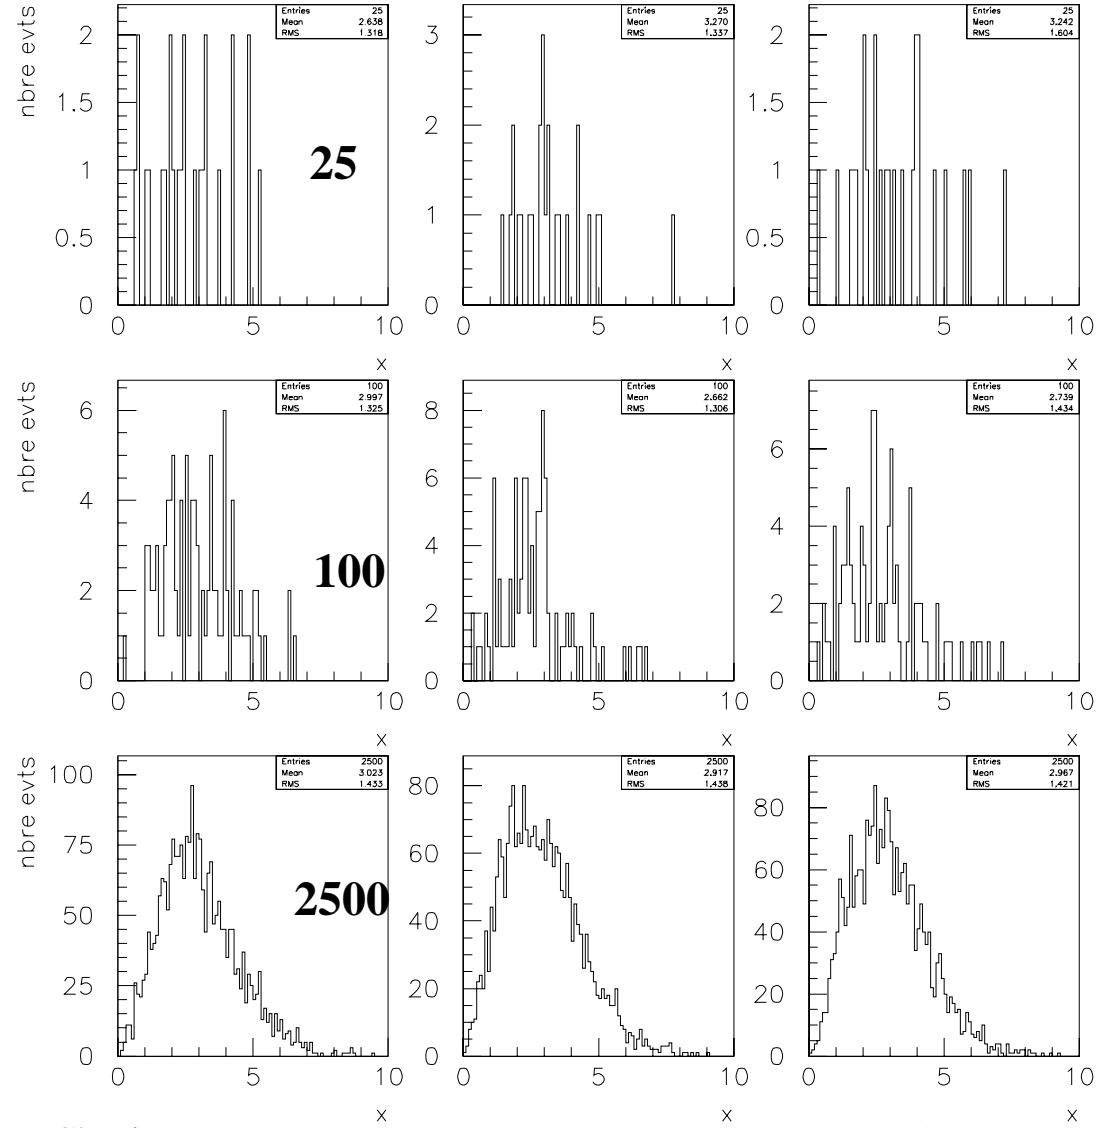 nbre evts
Entries 25
Mean 2.638
RMS 1.318
2
1.5
1
0.5
0
0 5 10
x
25
Entries 25
Mean 3.270
RMS 1.337
3
2
1
0
0 5 10
x
Entries 25
Mean 3.242
RMS 1.604
2
1.5
1
0.5
0
0 5 10
x
nbre evts
Entries 100
Mean 2.997
RMS 1.325
6
4
2
0
0 5 10
x
100
Entries 100
Mean 2.662
RMS 1.306
8
6
4
2
0
0 5 10
x
Entries 100
Mean 2.739
RMS 1.434
6
4
2
0
0 5 10
x
nbre evts
Entries 2500
Mean 3.023
RMS 1.433
100
75
50
25
0
0 5 10
x
2500
Entries 2500
Mean 2.917
RMS 1.438
80
60
40
20
0
0 5 10
x
Entries 2500
Mean 2.967
RMS 1.421
80
60
40
20
0
0 5 10
x